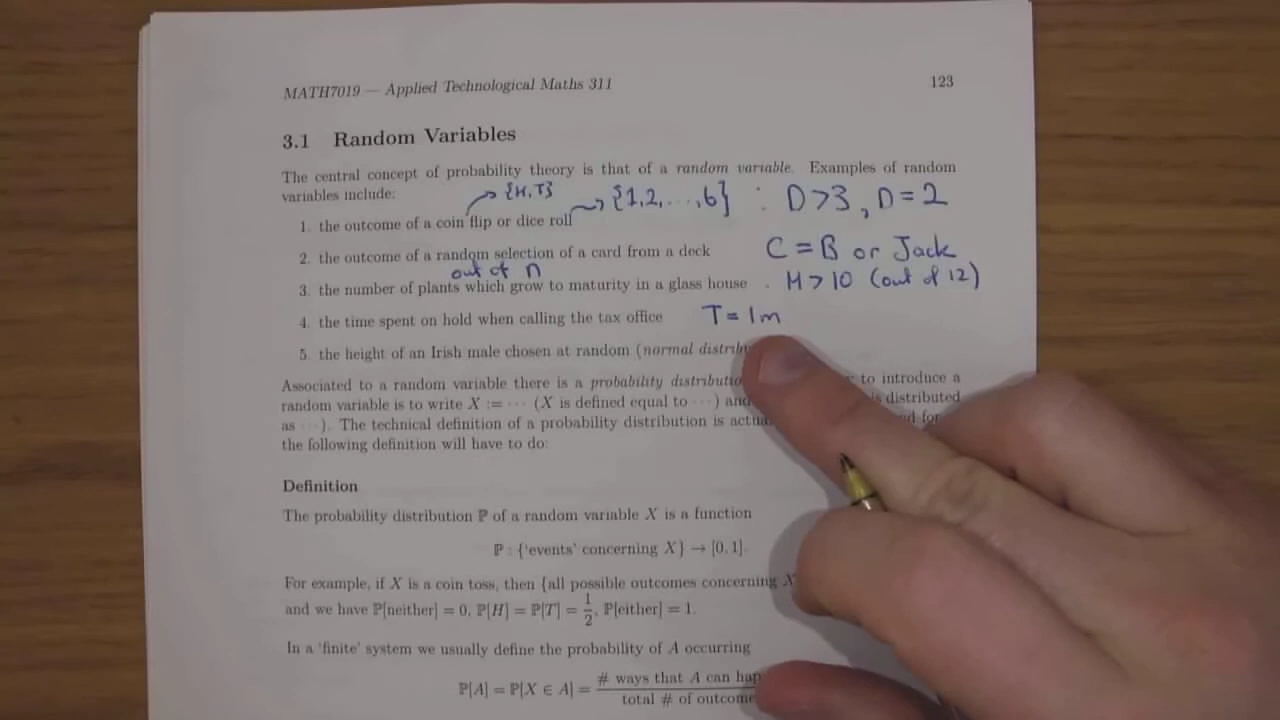 MATH7019 — Applied Technological Maths 311 123
3.1 Random Variables
The central concept of probability theory is that of a random variable. Examples of random
variables include:
{H,T} {1,2,...,6} : D>3, D=2
1. the outcome of a coin flip or dice roll
2. the outcome of a random selection of a card from a deck C = B or Jack
out of n
3. the number of plants which grow to maturity in a glass house . M>10 (out of 12)
4. the time spent on hold when calling the tax office T=1m
5. the height of an Irish male chosen at random (normal
Associated to a random variable there is a probability to introduce a
random variable is to write X := ··· (X is defined equal to ···) and is distributed
as ···). The technical definition of a probability distribution is
the following definition will have to do:
Definition
The probability distribution ℙ of a random variable X is a function
ℙ : {'events' concerning X} → [0,1].
For example, if X is a coin toss, then {all possible outcomes concerning X
and we have ℙ[neither] = 0, ℙ[H] = ℙ[T] = 1/2, ℙ[either] = 1.
In a 'finite' system we usually define the probability of A occurring
ℙ[A] = ℙ[X ∈ A] = # ways that A can
total # of